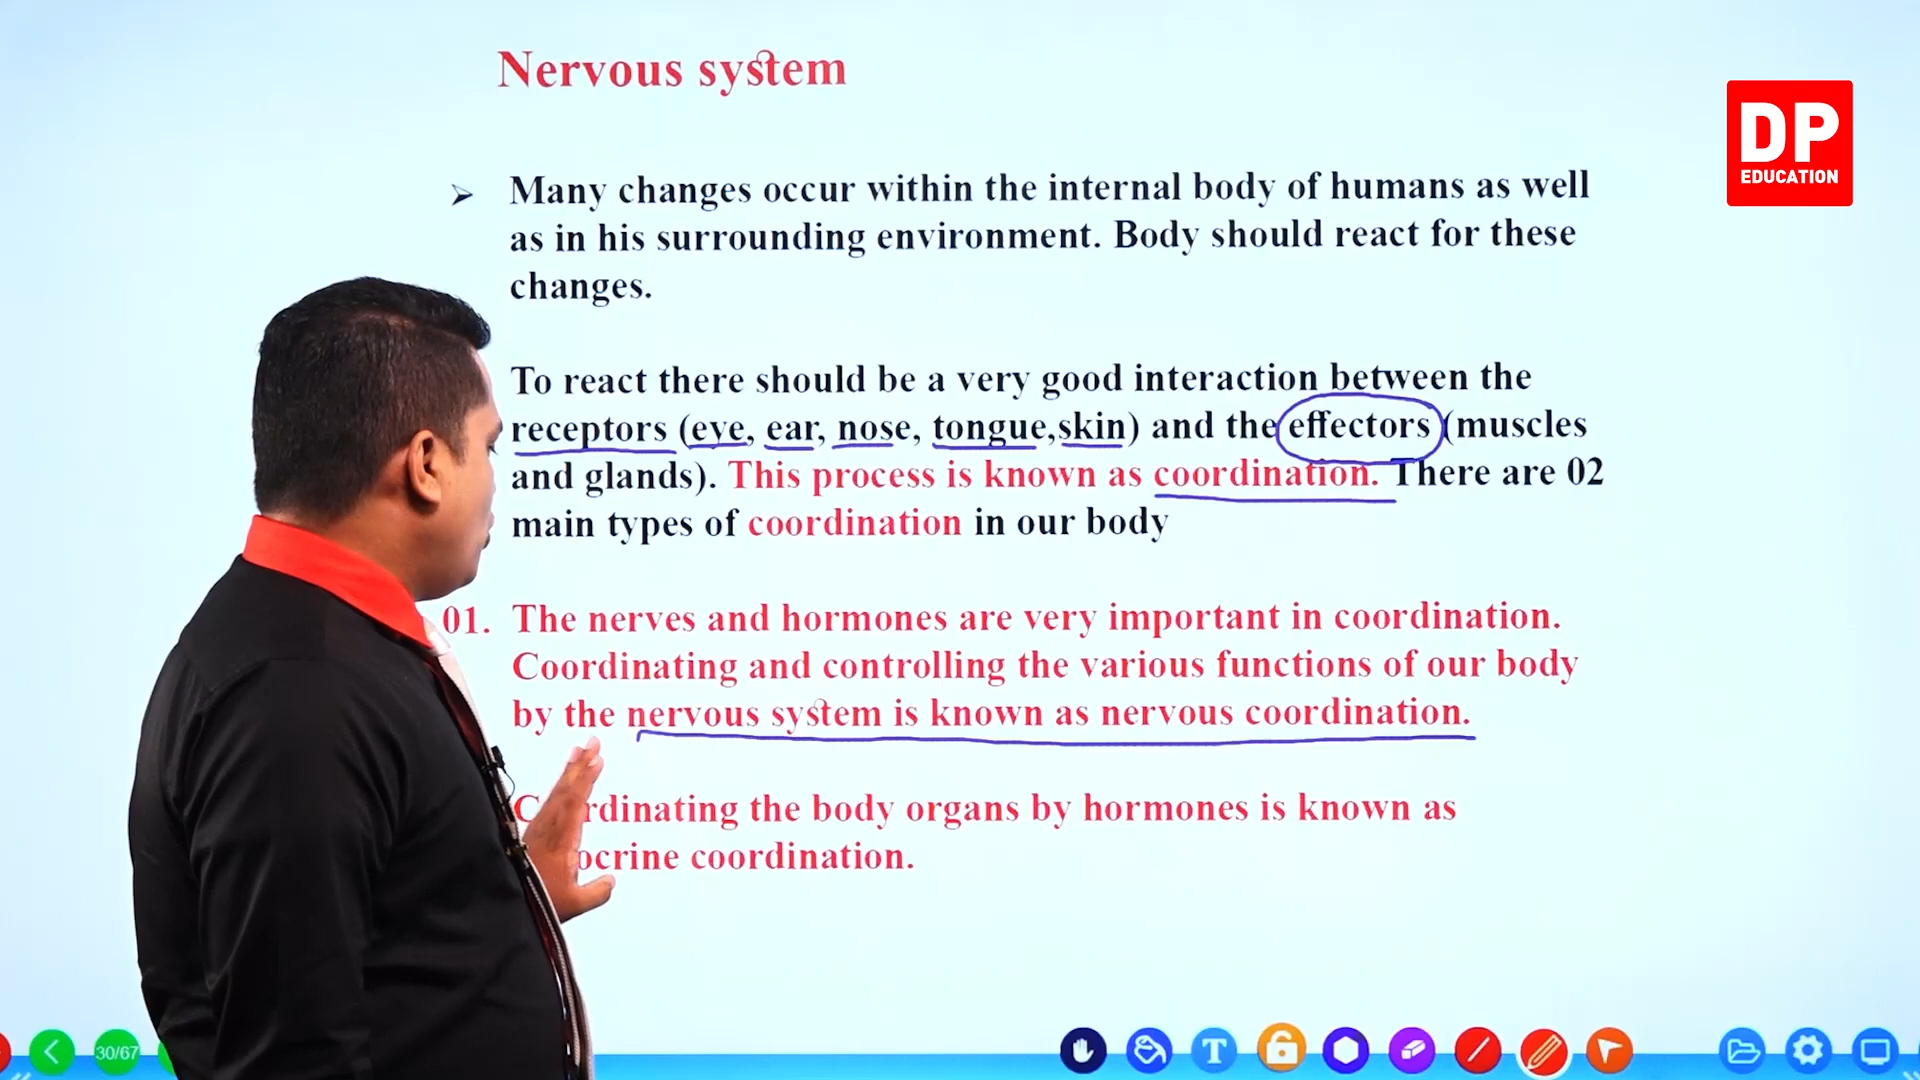 Nervous system
DP
EDUCATION
➢ Many changes occur within the internal body of humans as well
as in his surrounding environment. Body should react for these
changes.
To react there should be a very good interaction between the
receptors (eye, ear, nose, tongue,skin) and the effectors (muscles
and glands). This process is known as coordination. There are 02
main types of coordination in our body
01. The nerves and hormones are very important in coordination.
Coordinating and controlling the various functions of our body
by the nervous system is known as nervous coordination.
rdinating the body organs by hormones is known as
ocrine coordination.
30/67
T